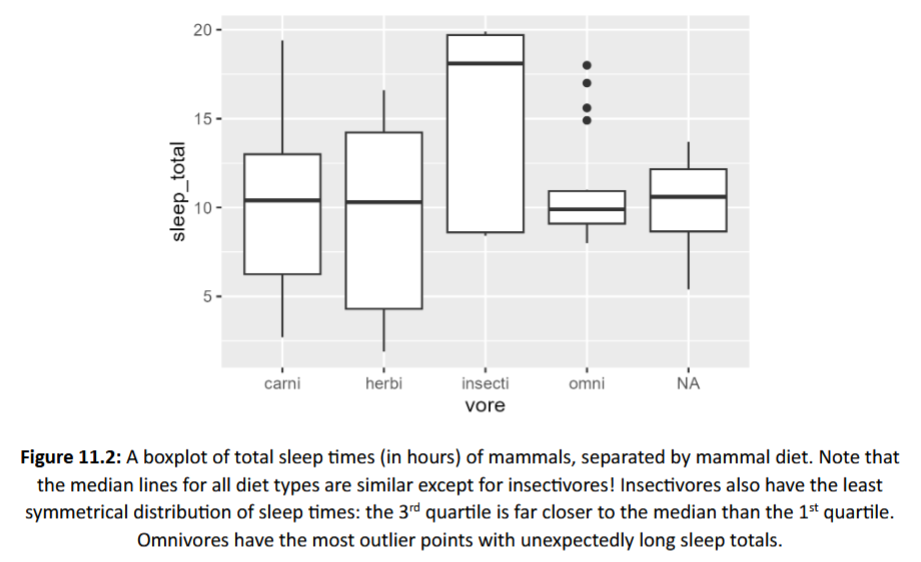 20
15
10
5
sleep_total
carni herbi insecti omni NA
vore
Figure 11.2: A boxplot of total sleep times (in hours) of mammals, separated by mammal diet. Note that
the median lines for all diet types are similar except for insectivores! Insectivores also have the least
symmetrical distribution of sleep times: the 3rd quartile is far closer to the median than the 1st quartile.
Omnivores have the most outlier points with unexpectedly long sleep totals.